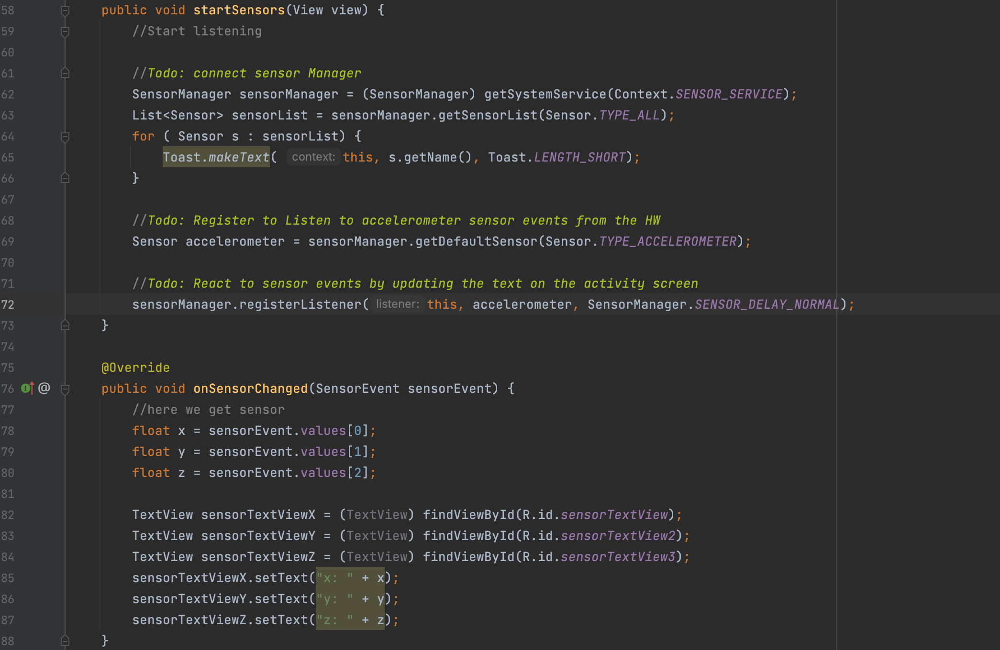 58 public void startSensors(View view) {
59 //Start listening
60
61 //Todo: connect sensor Manager
62 SensorManager sensorManager = (SensorManager) getSystemService(Context.SENSOR_SERVICE);
63 List<Sensor> sensorList = sensorManager.getSensorList(Sensor.TYPE_ALL);
64 for ( Sensor s : sensorList) {
65 Toast.makeText( context: this, s.getName(), Toast.LENGTH_SHORT);
66 }
67
68 //Todo: Register to Listen to accelerometer sensor events from the HW
69 Sensor accelerometer = sensorManager.getDefaultSensor(Sensor.TYPE_ACCELEROMETER);
70
71 //Todo: React to sensor events by updating the text on the activity screen
72 sensorManager.registerListener( listener: this, accelerometer, SensorManager.SENSOR_DELAY_NORMAL);
73 }
74
75 @Override
76 @ public void onSensorChanged(SensorEvent sensorEvent) {
77 //here we get sensor
78 float x = sensorEvent.values[0];
79 float y = sensorEvent.values[1];
80 float z = sensorEvent.values[2];
81
82 TextView sensorTextViewX = (TextView) findViewById(R.id.sensorTextView);
83 TextView sensorTextViewY = (TextView) findViewById(R.id.sensorTextView2);
84 TextView sensorTextViewZ = (TextView) findViewById(R.id.sensorTextView3);
85 sensorTextViewX.setText("x: " + x);
86 sensorTextViewY.setText("y: " + y);
87 sensorTextViewZ.setText("z: " + z);
88 }